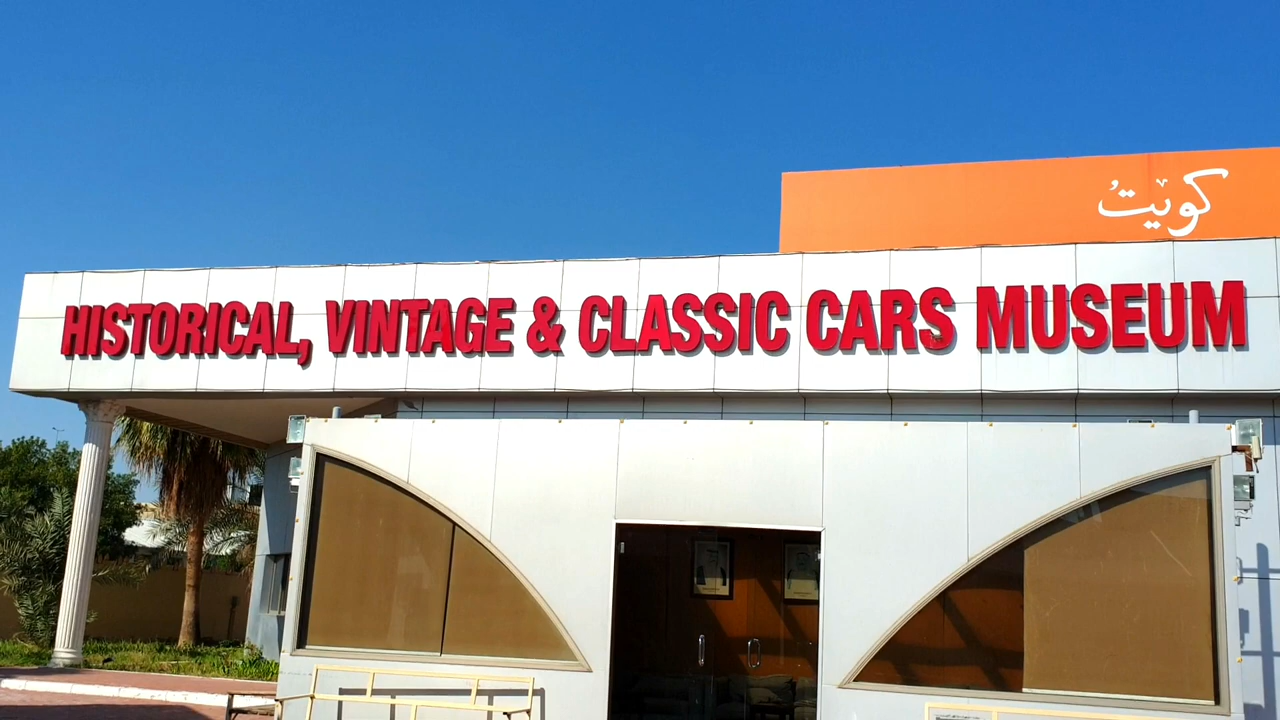 كويت
HISTORICAL, VINTAGE & CLASSIC CARS MUSEUM